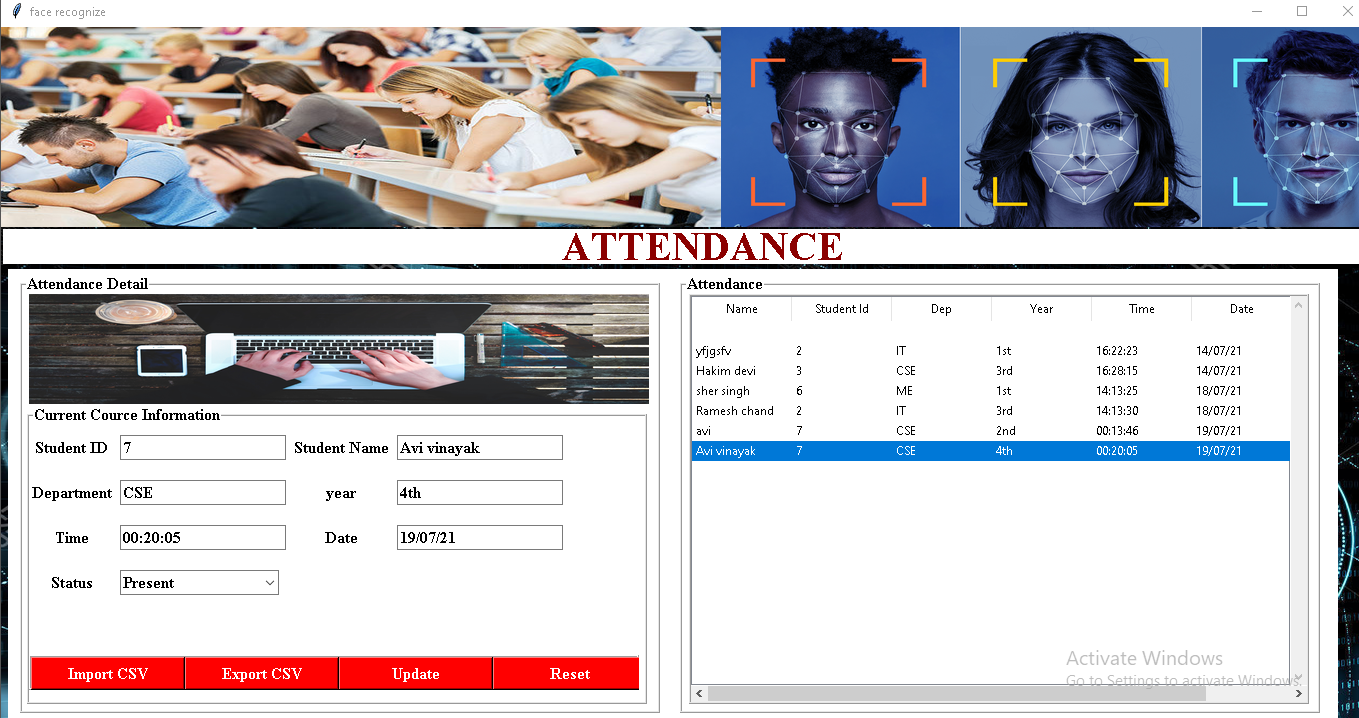 face recognize
ATTENDANCE
Attendance Detail
Current Cource Information
Student ID 7 Student Name Avi vinayak
Department CSE year 4th
Time 00:20:05 Date 19/07/21
Status Present
Import CSV Export CSV Update Reset
Attendance
Name Student Id Dep Year Time Date
yfjgsfv 2 IT 1st 16:22:23 14/07/21
Hakim devi 3 CSE 3rd 16:28:15 14/07/21
sher singh 6 ME 1st 14:13:25 18/07/21
Ramesh chand 2 IT 3rd 14:13:30 18/07/21
avi 7 CSE 2nd 00:13:46 19/07/21
Avi vinayak 7 CSE 4th 00:20:05 19/07/21
Activate Windows
Go to Settings to activate Windows.